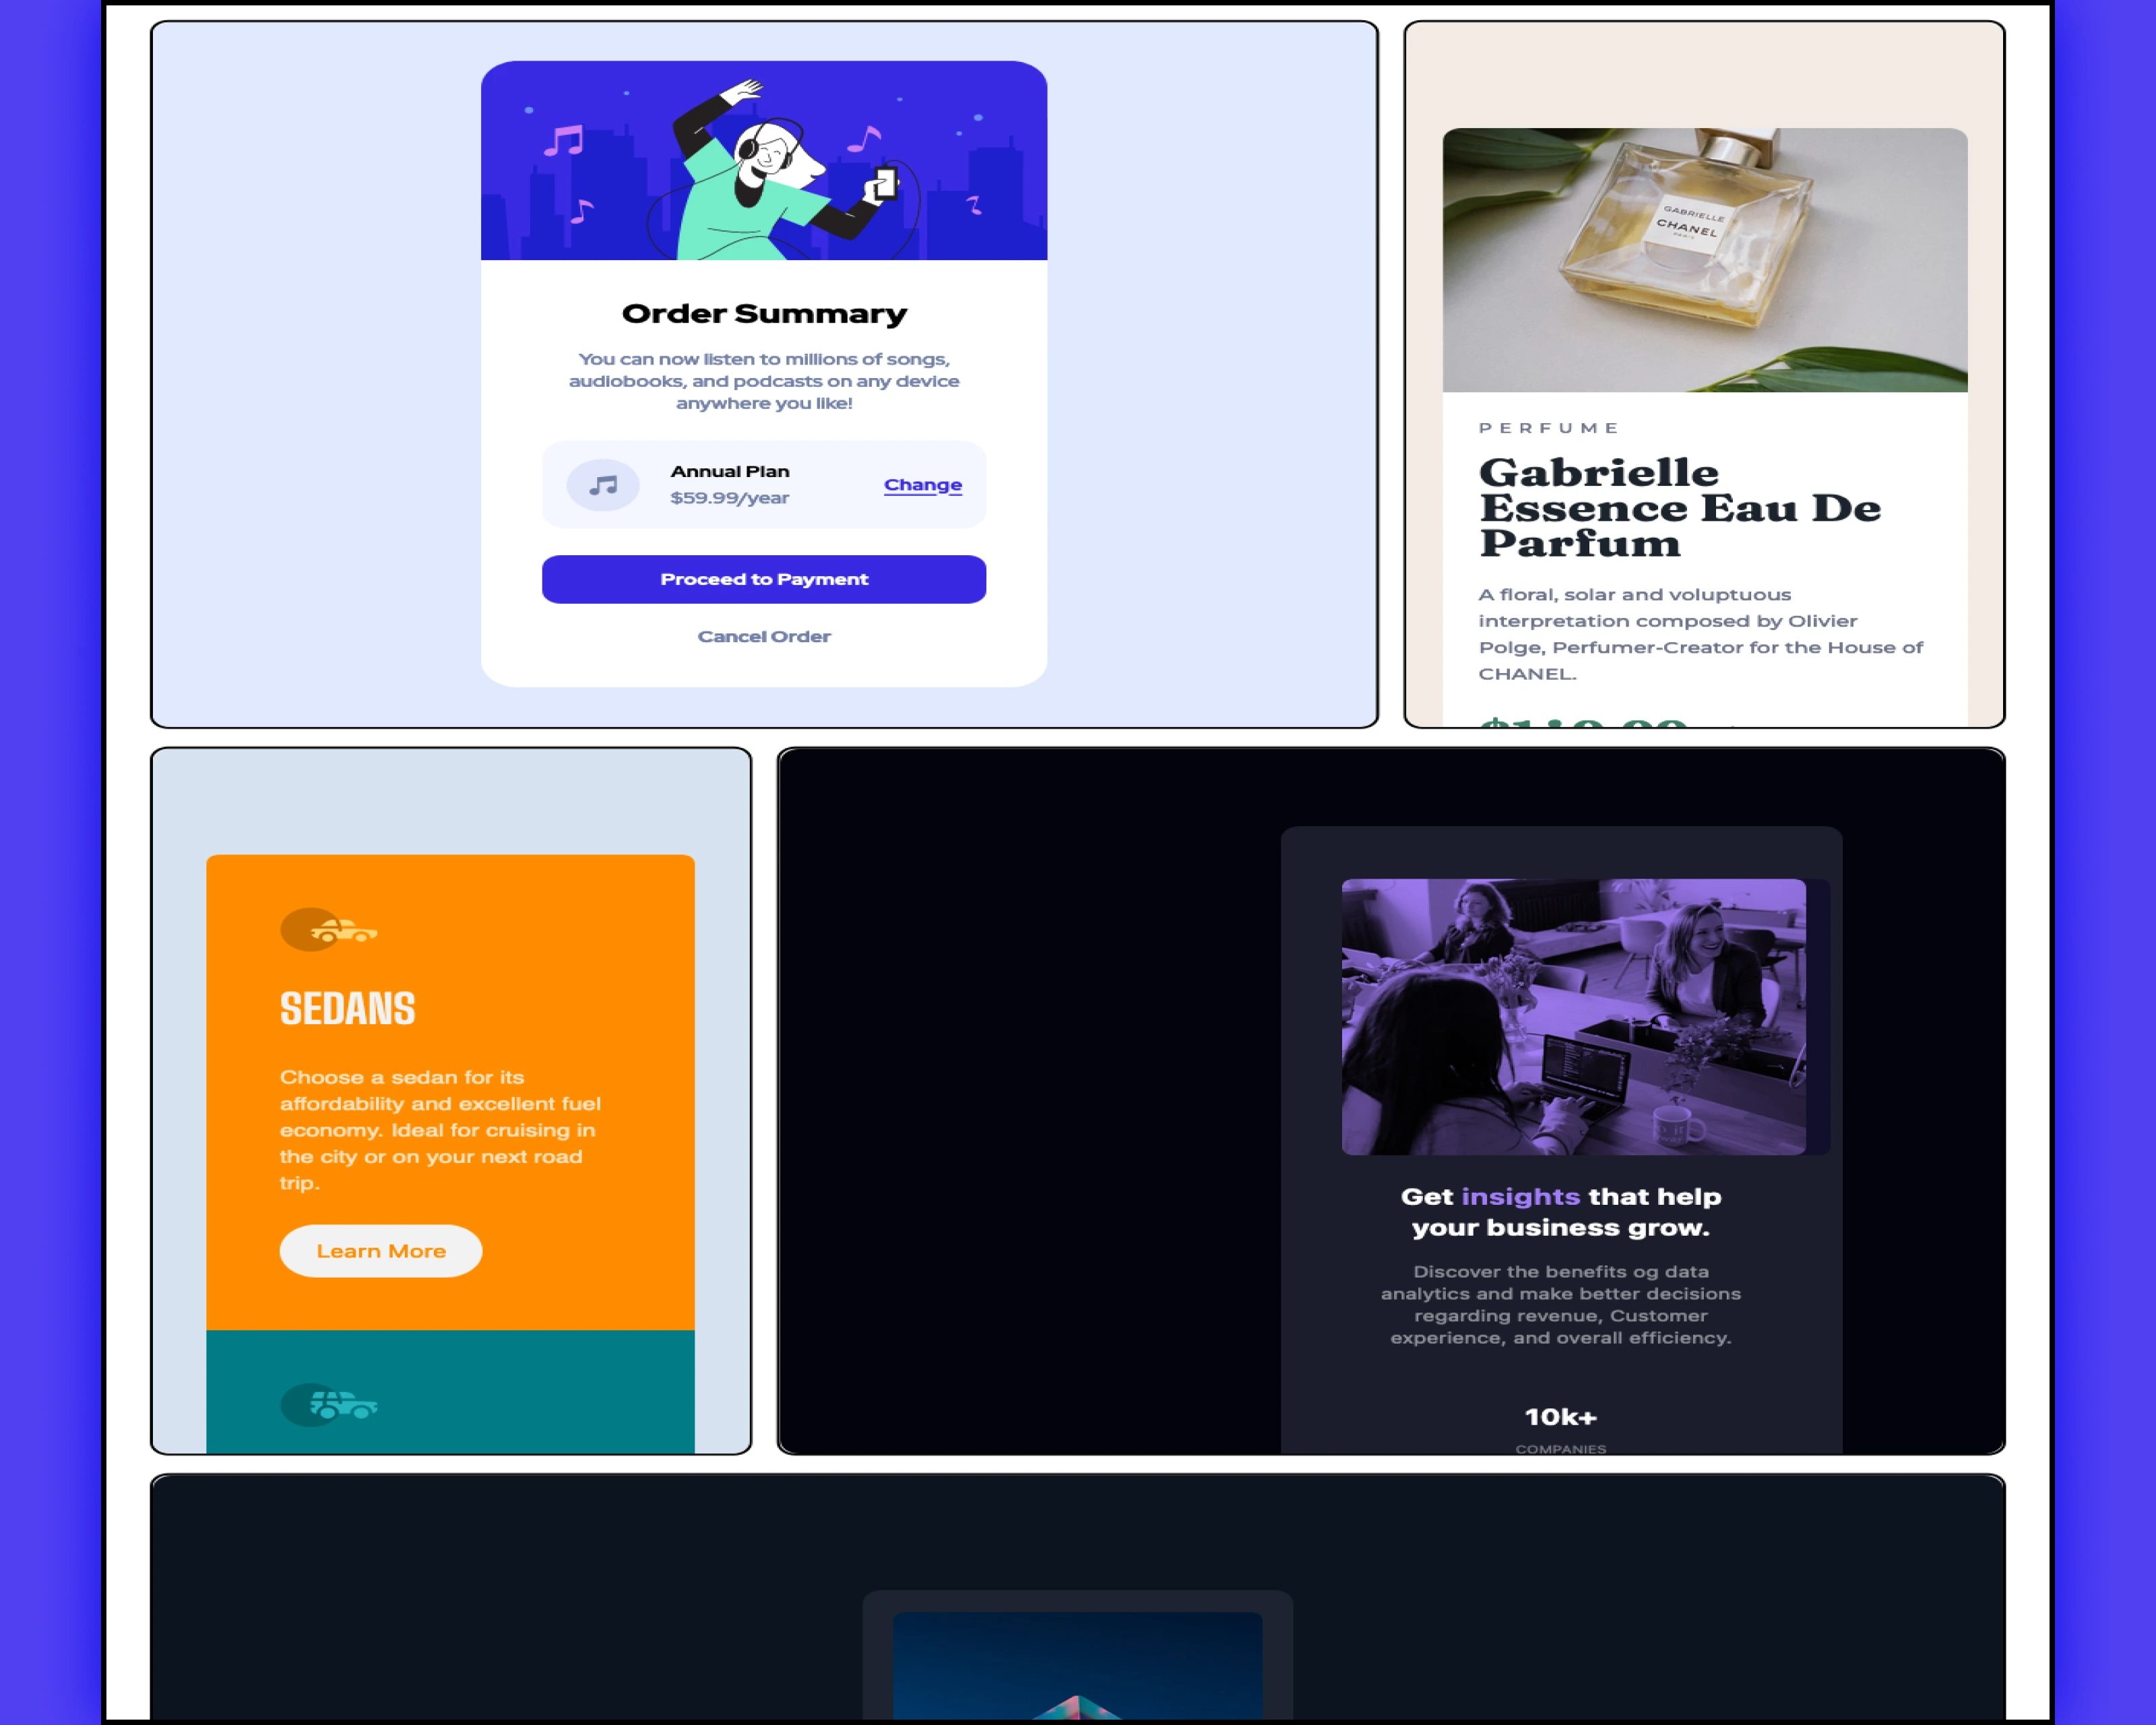 Order Summary
You can now listen to millions of songs,
audiobooks, and podcasts on any device
anywhere you like!
Annual Plan
$59.99/year
Change
Proceed to Payment
Cancel Order
GABRIELLE
CHANEL
PARIS
PERFUME
Gabrielle
Essence Eau De
Parfum
A floral, solar and voluptuous
interpretation composed by Olivier
Polge, Perfumer-Creator for the House of
CHANEL.
SEDANS
Choose a sedan for its
affordability and excellent fuel
economy. Ideal for cruising in
the city or on your next road
trip.
Learn More
Get insights that help
your business grow.
Discover the benefits og data
analytics and make better decisions
regarding revenue, Customer
experience, and overall efficiency.
10k+
COMPANIES